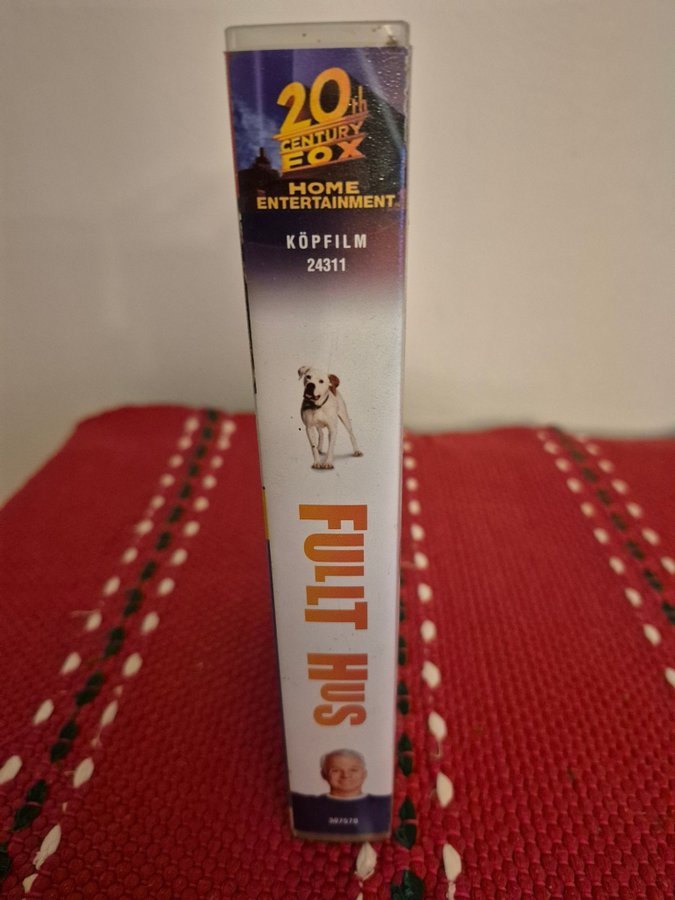 20th
CENTURY
FOX
HOME
ENTERTAINMENT
KÖPFILM
24311
FULLT HUS